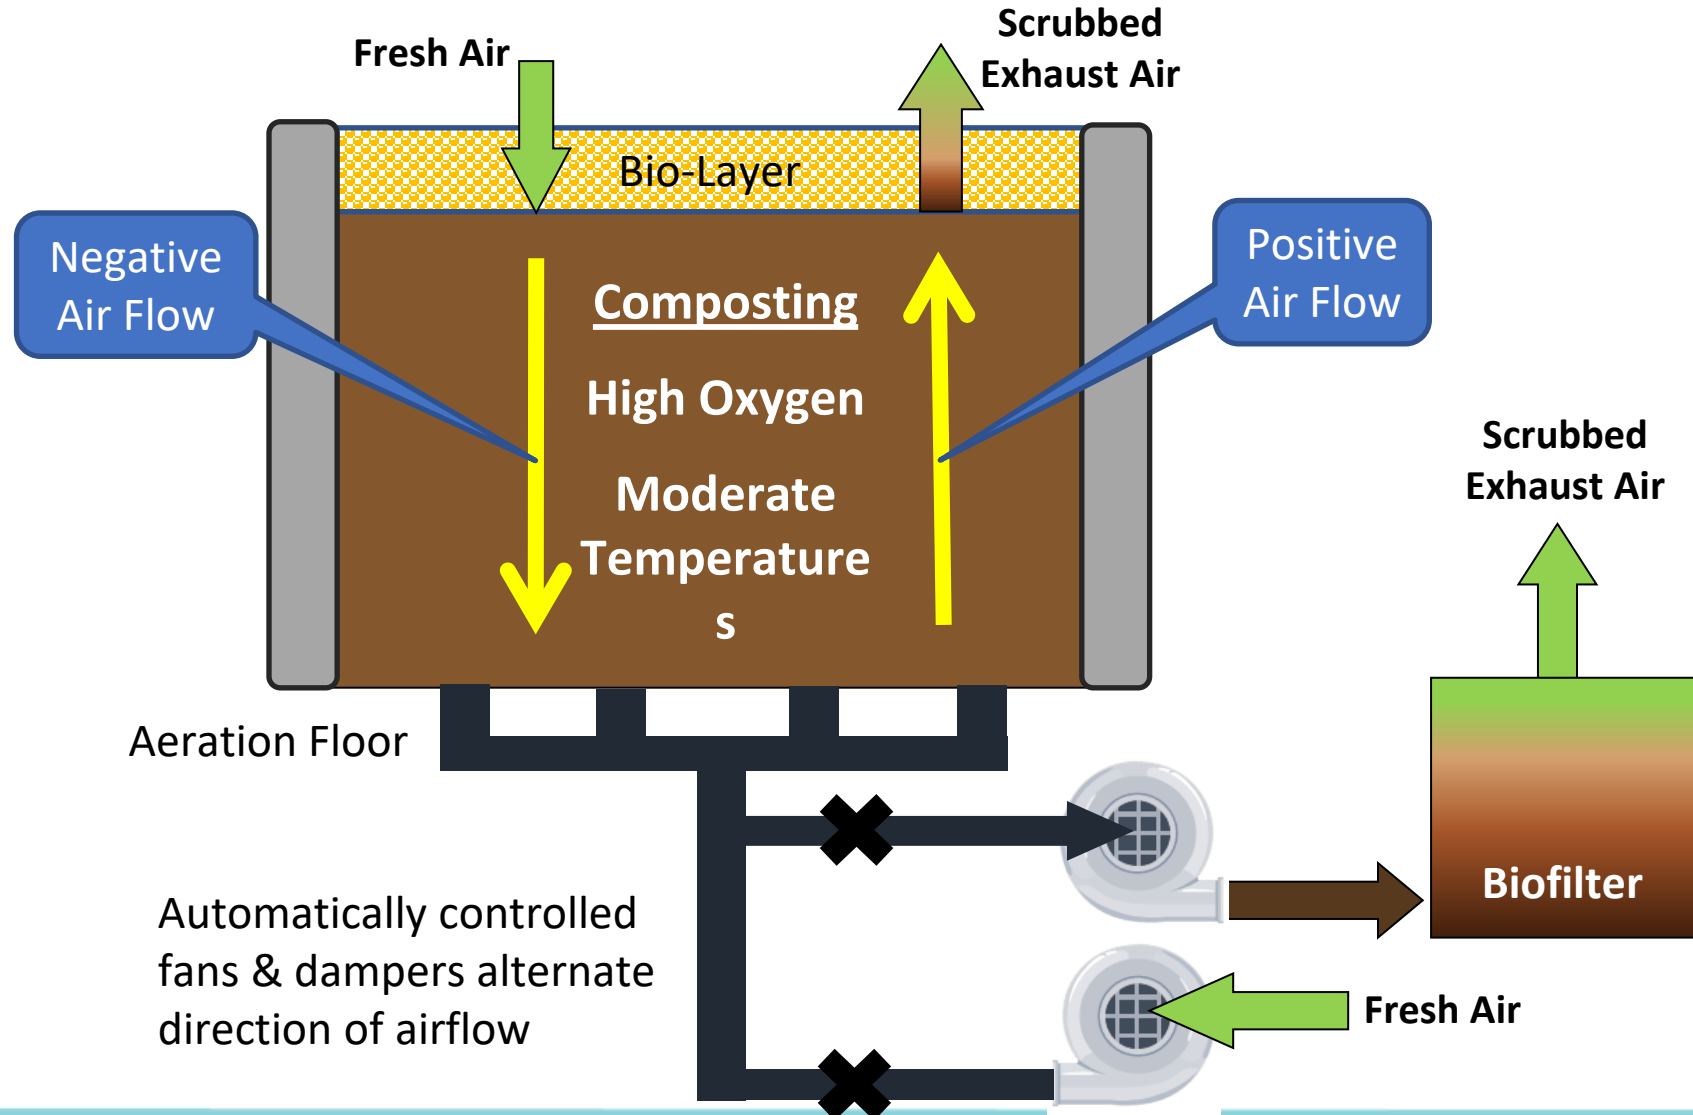 Fresh Air
Scrubbed
Exhaust Air
Bio-Layer
Negative
Air Flow
Positive
Air Flow
Composting
High Oxygen
Moderate
Temperature
s
Scrubbed
Exhaust Air
Aeration Floor
Biofilter
Automatically controlled
fans & dampers alternate
direction of airflow
Fresh Air